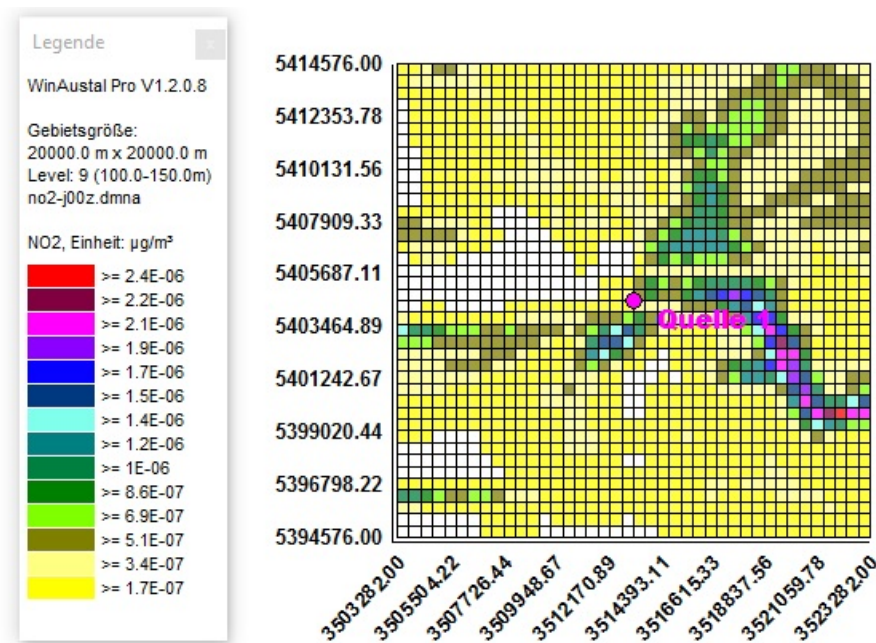 Legende
WinAustal Pro V1.2.0.8
Gebietsgröße:
20000.0 m x 20000.0 m
Level: 9 (100.0-150.0m)
no2-j00z.dmna
NO2, Einheit: µg/m³
>= 2.4E-06
>= 2.2E-06
>= 2.1E-06
>= 1.9E-06
>= 1.7E-06
>= 1.5E-06
>= 1.4E-06
>= 1.2E-06
>= 1E-06
>= 8.6E-07
>= 6.9E-07
>= 5.1E-07
>= 3.4E-07
>= 1.7E-07
5414576.00
5412353.78
5410131.56
5407909.33
5405687.11
5403464.89
5401242.67
5399020.44
5396798.22
5394576.00
Quelle 1
3503282.00
3505504.22
3507726.44
3509948.67
3512170.89
3514393.11
3516615.33
3518837.56
3521059.78
3523282.00